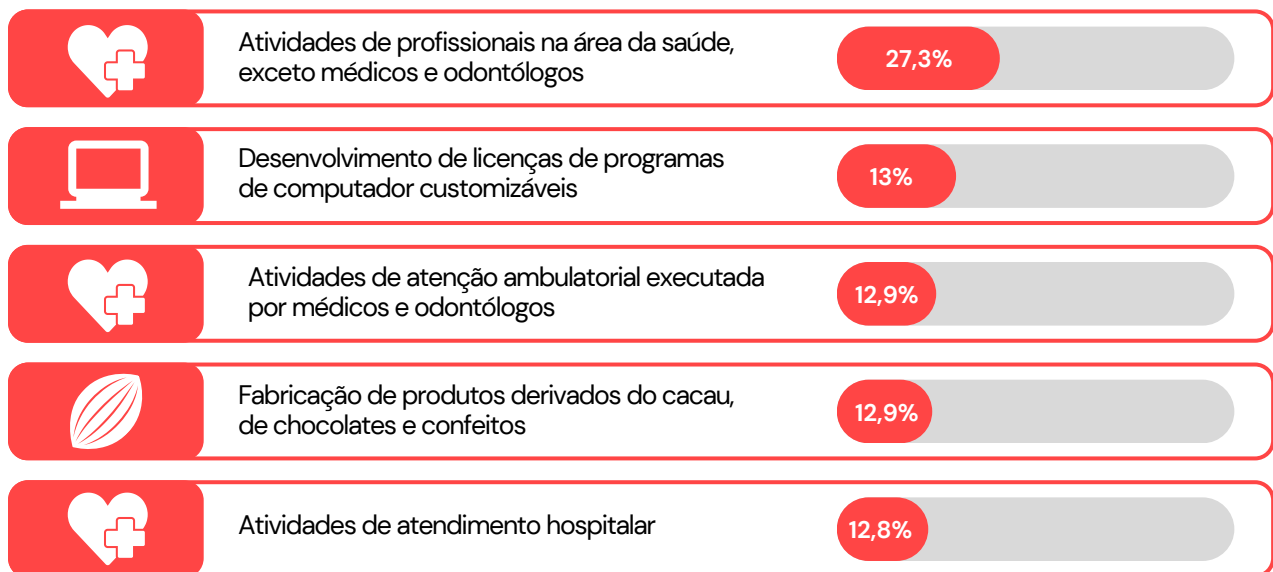 Atividades de profissionais na área da saúde,
exceto médicos e odontólogos
27,3%
Desenvolvimento de licenças de programas
de computador customizáveis
13%
Atividades de atenção ambulatorial executada
por médicos e odontólogos
12,9%
Fabricação de produtos derivados do cacau,
de chocolates e confeitos
12,9%
Atividades de atendimento hospitalar
12,8%